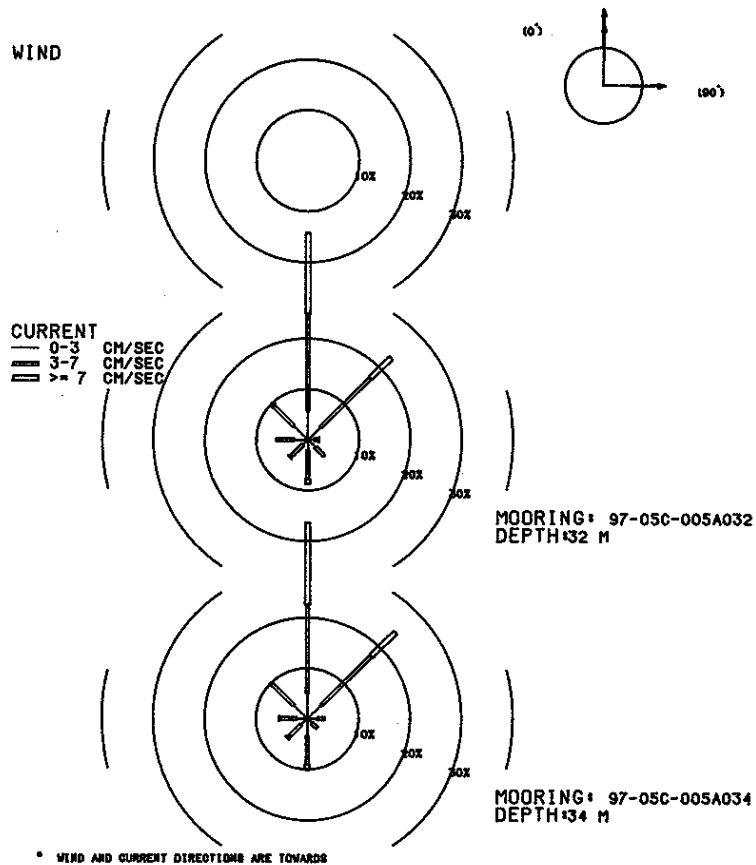 WIND
(0°)
(90°)
10%
20%
30%
CURRENT
0-3 CM/SEC
3-7 CM/SEC
>= 7 CM/SEC
10%
20%
30%
MOORING: 97-05C-005A032
DEPTH:32 M
10%
20%
30%
MOORING: 97-05C-005A034
DEPTH:34 M
* WIND AND CURRENT DIRECTIONS ARE TOWARDS